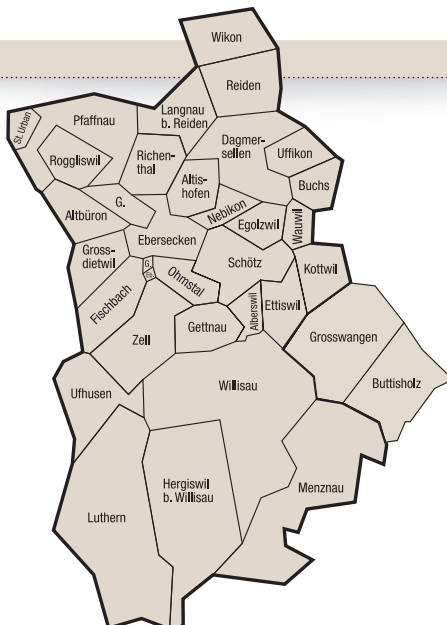 Wikon
Reiden
St. Urban
Pfaffnau
Langnau
b. Reiden
Dagmer-
sellen
Uffikon
Roggliswil
Richen-
thal
Altis-
hofen
Buchs
G.
Nebikon
Altbüron
Egolzwil
Wauwil
Ebersecken
Gross-
dietwil
Schötz
Kottwil
G.
Ohmstal
Fischbach
Alberswil
Ettiswil
Gettnau
Zell
Grosswangen
Willisau
Buttisholz
Ufhusen
Hergiswil
b. Willisau
Menznau
Luthern